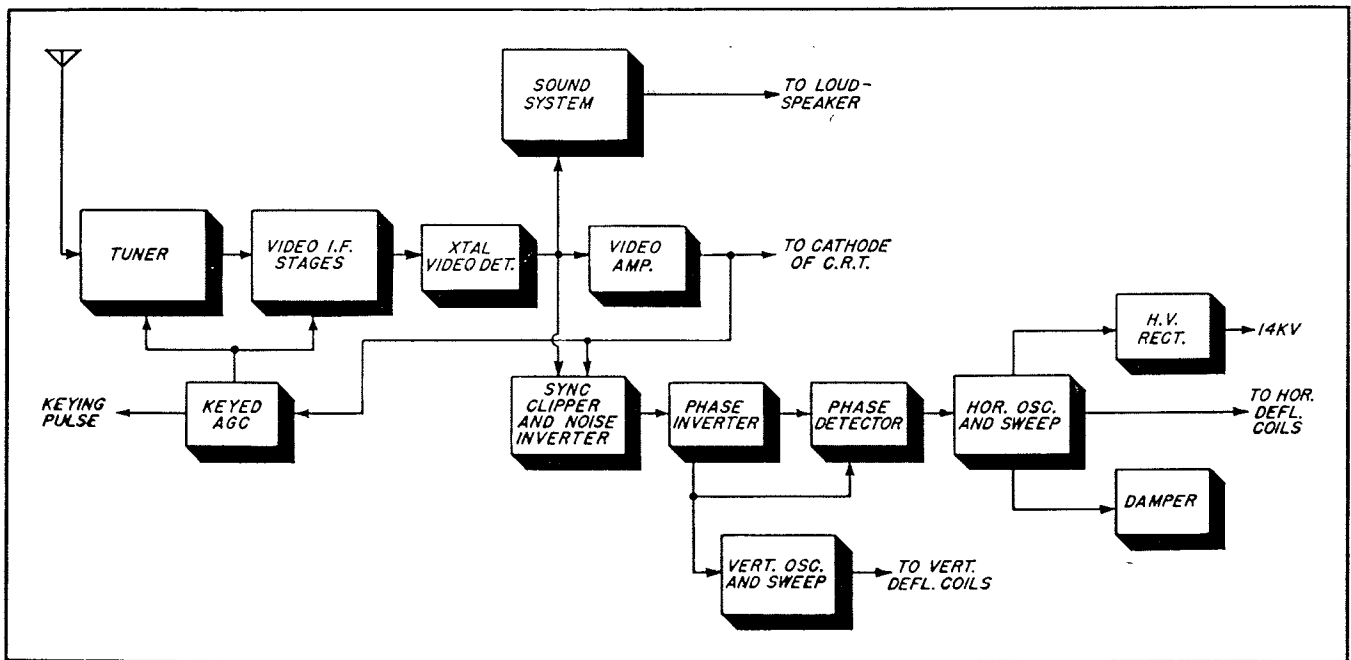 SOUND
SYSTEM
TO LOUD-
SPEAKER
TUNER
VIDEO I.F.
STAGES
XTAL
VIDEO DET.
VIDEO
AMP.
TO CATHODE
OF C.R.T.
H.V.
RECT.
14KV
KEYING
PULSE
KEYED
AGC
SYNC
CLIPPER
AND NOISE
INVERTER
PHASE
INVERTER
PHASE
DETECTOR
HOR. OSC.
AND SWEEP
TO HOR.
DEFL.
COILS
DAMPER
VERT. OSC.
AND SWEEP
TO VERT.
DEFL. COILS